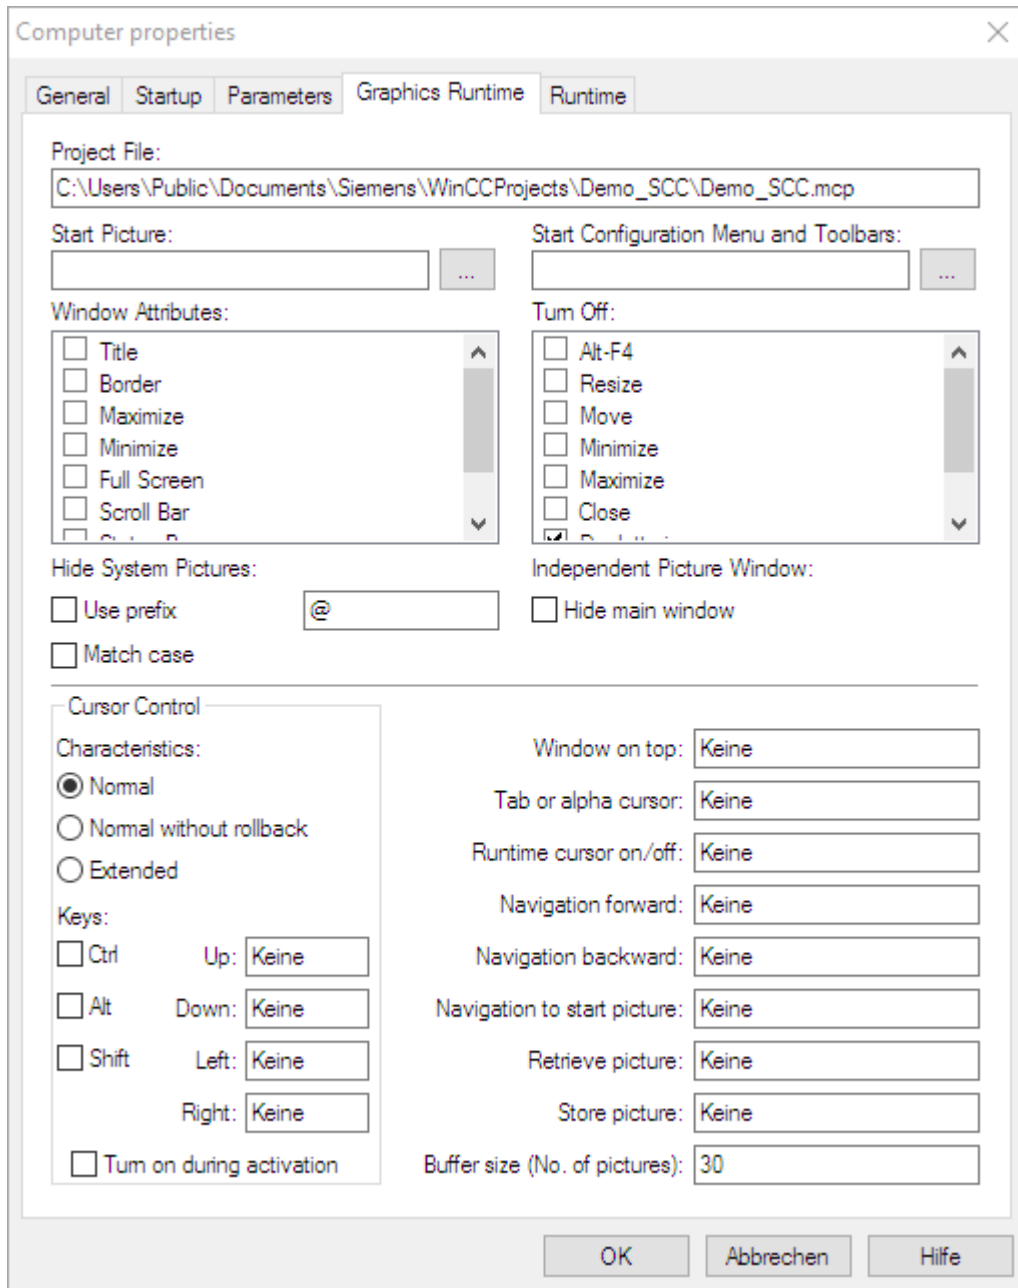 Computer properties
General Startup Parameters Graphics Runtime Runtime
Project File:
C:\Users\Public\Documents\Siemens\WinCCProjects\Demo_SCC\Demo_SCC.mcp
Start Picture: Start Configuration Menu and Toolbars:
... ...
Window Attributes: Turn Off:
Title Alt-F4
Border Resize
Maximize Move
Minimize Minimize
Full Screen Maximize
Scroll Bar Close
Hide System Pictures: Independent Picture Window:
Use prefix @ Hide main window
Match case
Cursor Control
Characteristics: Window on top: Keine
Normal Tab or alpha cursor: Keine
Normal without rollback Runtime cursor on/off: Keine
Extended Navigation forward: Keine
Keys:
Ctrl Up: Keine Navigation backward: Keine
Alt Down: Keine Navigation to start picture: Keine
Shift Left: Keine Retrieve picture: Keine
Right: Keine Store picture: Keine
Turn on during activation Buffer size (No. of pictures): 30
OK Abbrechen Hilfe